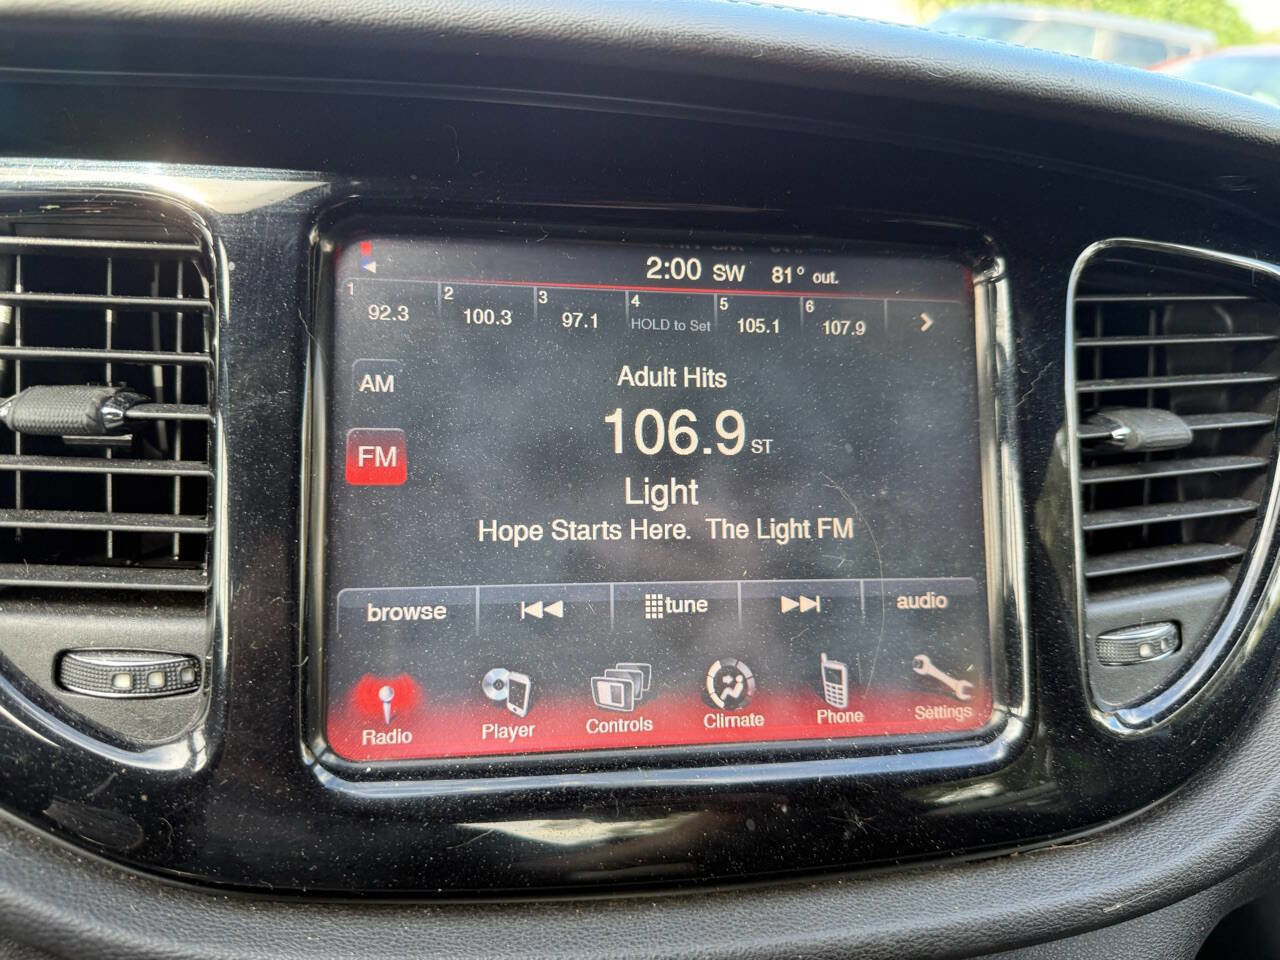 2:00 SW 81° out.
1 92.3 2 100.3 3 97.1 4 HOLD to Set 5 105.1 6 107.9
AM
Adult Hits
106.9 ST
FM
Light
Hope Starts Here. The Light FM
browse tune audio
Radio Player Controls Climate Phone Settings